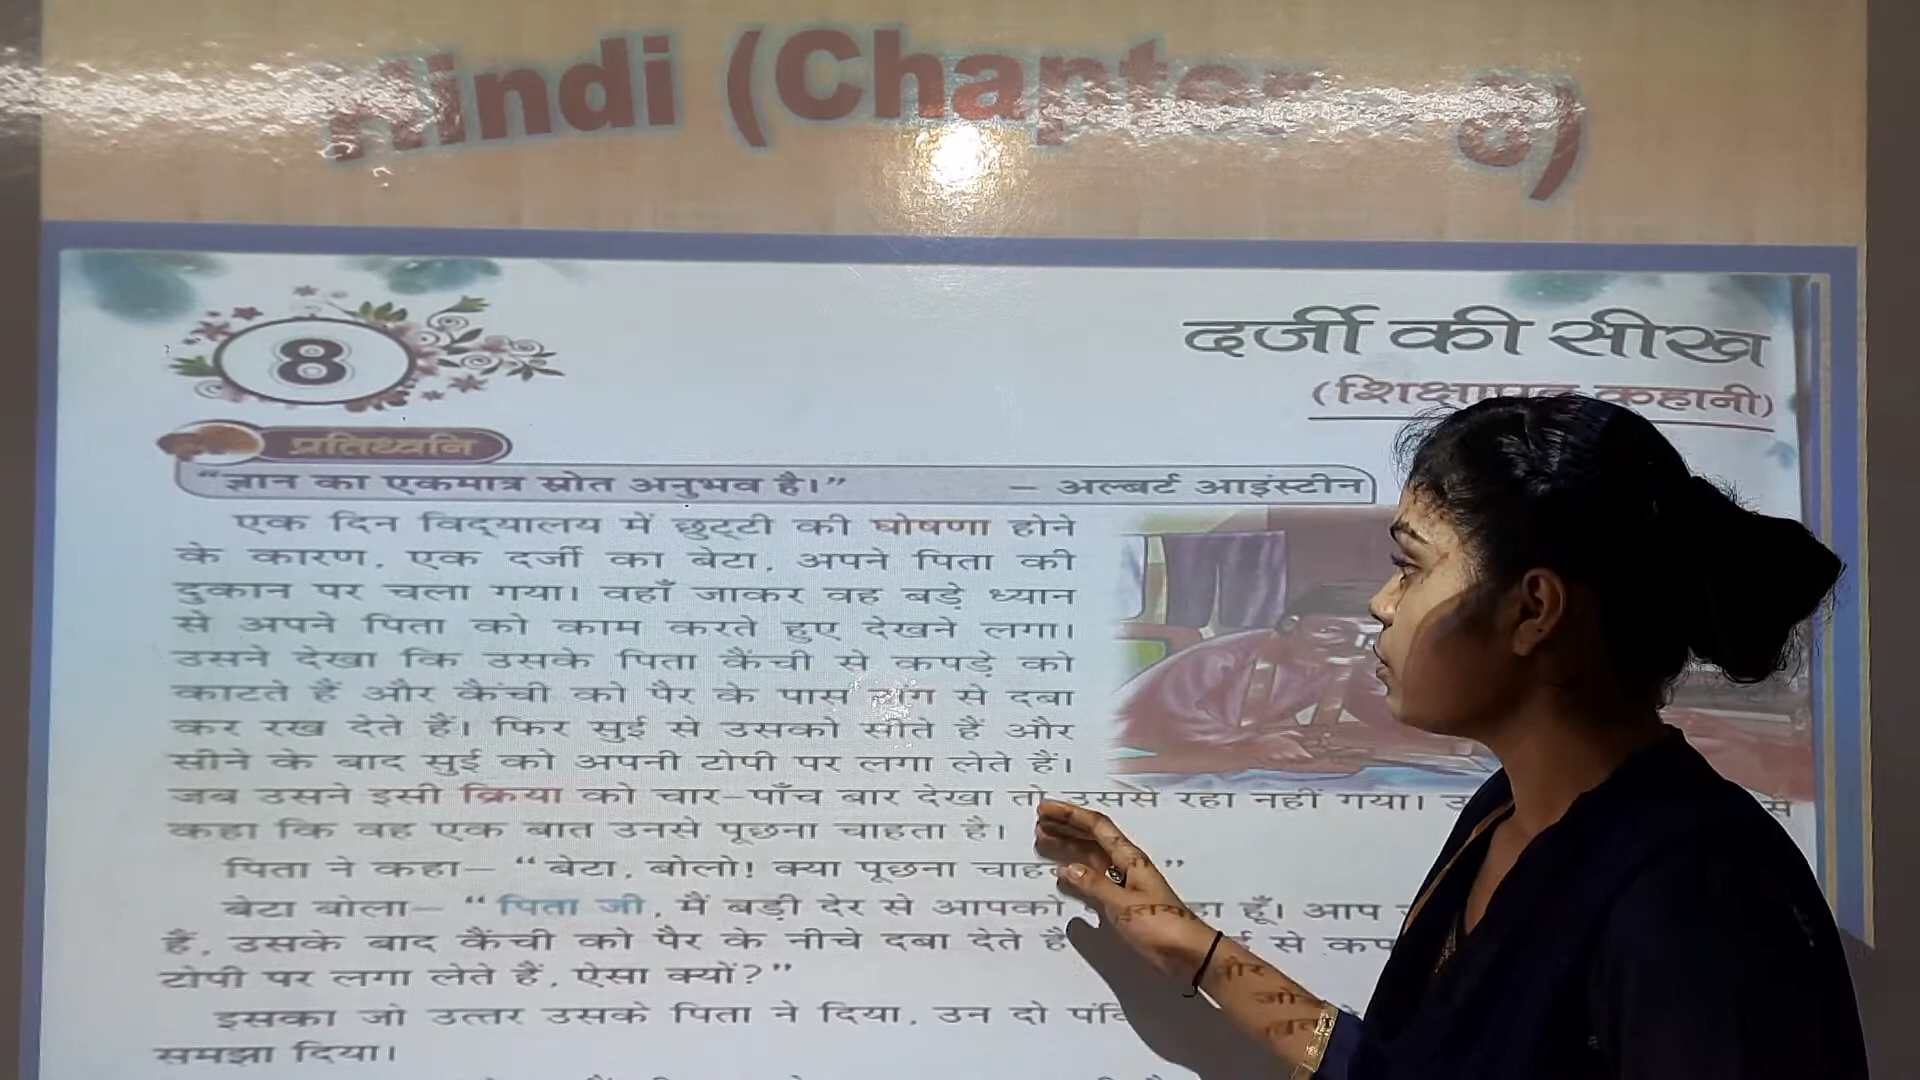 Hindi (Chapter - 8)
8
दर्जी की सीख
(शिक्षाप्रद कहानी)
प्रतिध्वनि
“ज्ञान का एकमात्र स्रोत अनुभव है।” – अल्बर्ट आइंस्टीन
एक दिन विद्यालय में छुट्टी की घोषणा होने
के कारण, एक दर्जी का बेटा, अपने पिता की
दुकान पर चला गया। वहाँ जाकर वह बड़े ध्यान
से अपने पिता को काम करते हुए देखने लगा।
उसने देखा कि उसके पिता कैंची से कपड़े को
काटते हैं और कैंची को पैर के पास टांग से दबा
कर रख देते हैं। फिर सुई से उसको सीते हैं और
सीने के बाद सुई को अपनी टोपी पर लगा लेते हैं।
जब उसने इसी क्रिया को चार-पाँच बार देखा तो उससे रहा नहीं गया।
कहा कि वह एक बात उनसे पूछना चाहता है।
पिता ने कहा– “बेटा, बोलो! क्या पूछना ”
बेटा बोला– “पिता जी, मैं बड़ी देर से आपको हूँ। आप
हैं, उसके बाद कैंची को पैर के नीचे दबा देते से
टोपी पर लगा लेते हैं, ऐसा क्यों?”
इसका जो उत्तर उसके पिता ने दिया, उन दो
समझा दिया।